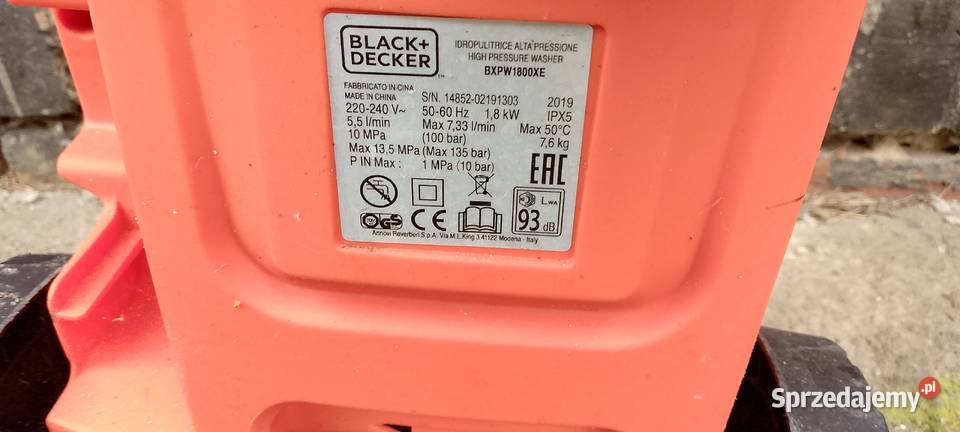 BLACK+
DECKER
TM
IDROPULITRICE ALTA PRESSIONE
HIGH PRESSURE WASHER
BXPW1800XE
FABBRICATO IN CINA
MADE IN CHINA
S/N. 14852-02191303 2019
220-240 V~ 50-60 Hz 1,8 kW IPX5
5,5 l/min Max 7,33 l/min Max 50°C
10 MPa (100 bar) 7,6 kg
Max 13,5 MPa (Max 135 bar)
P IN Max : 1 MPa (10 bar)
EAC
LWA
93 dB
TÜV GS CE
Annovi Reverberi S.p.A. Via M.L.King 3 41122 Modena - Italy
Sprzedajemy.pl